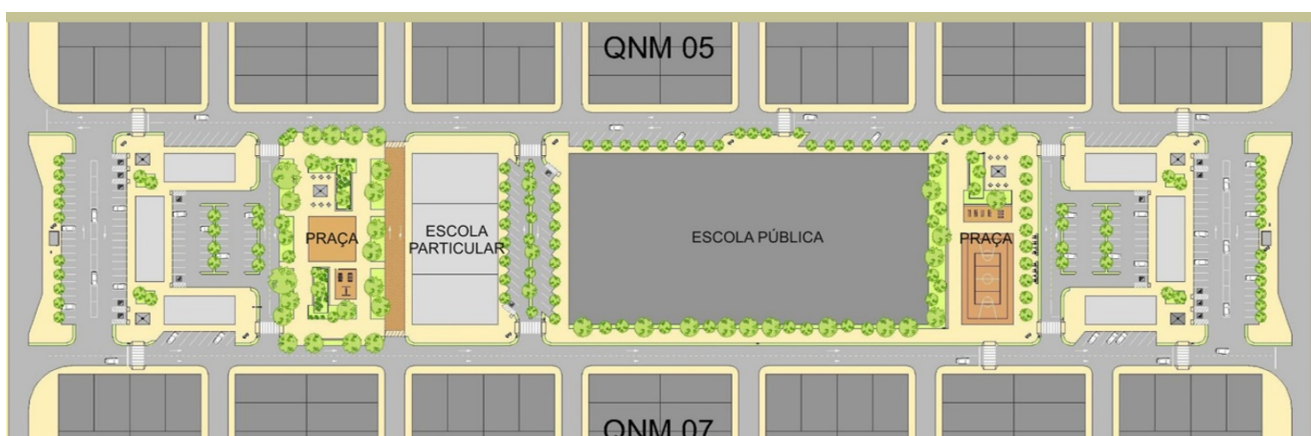 QNM 05
PRAÇA
ESCOLA
PARTICULAR
ESCOLA PÚBLICA
PRAÇA
QNM 07